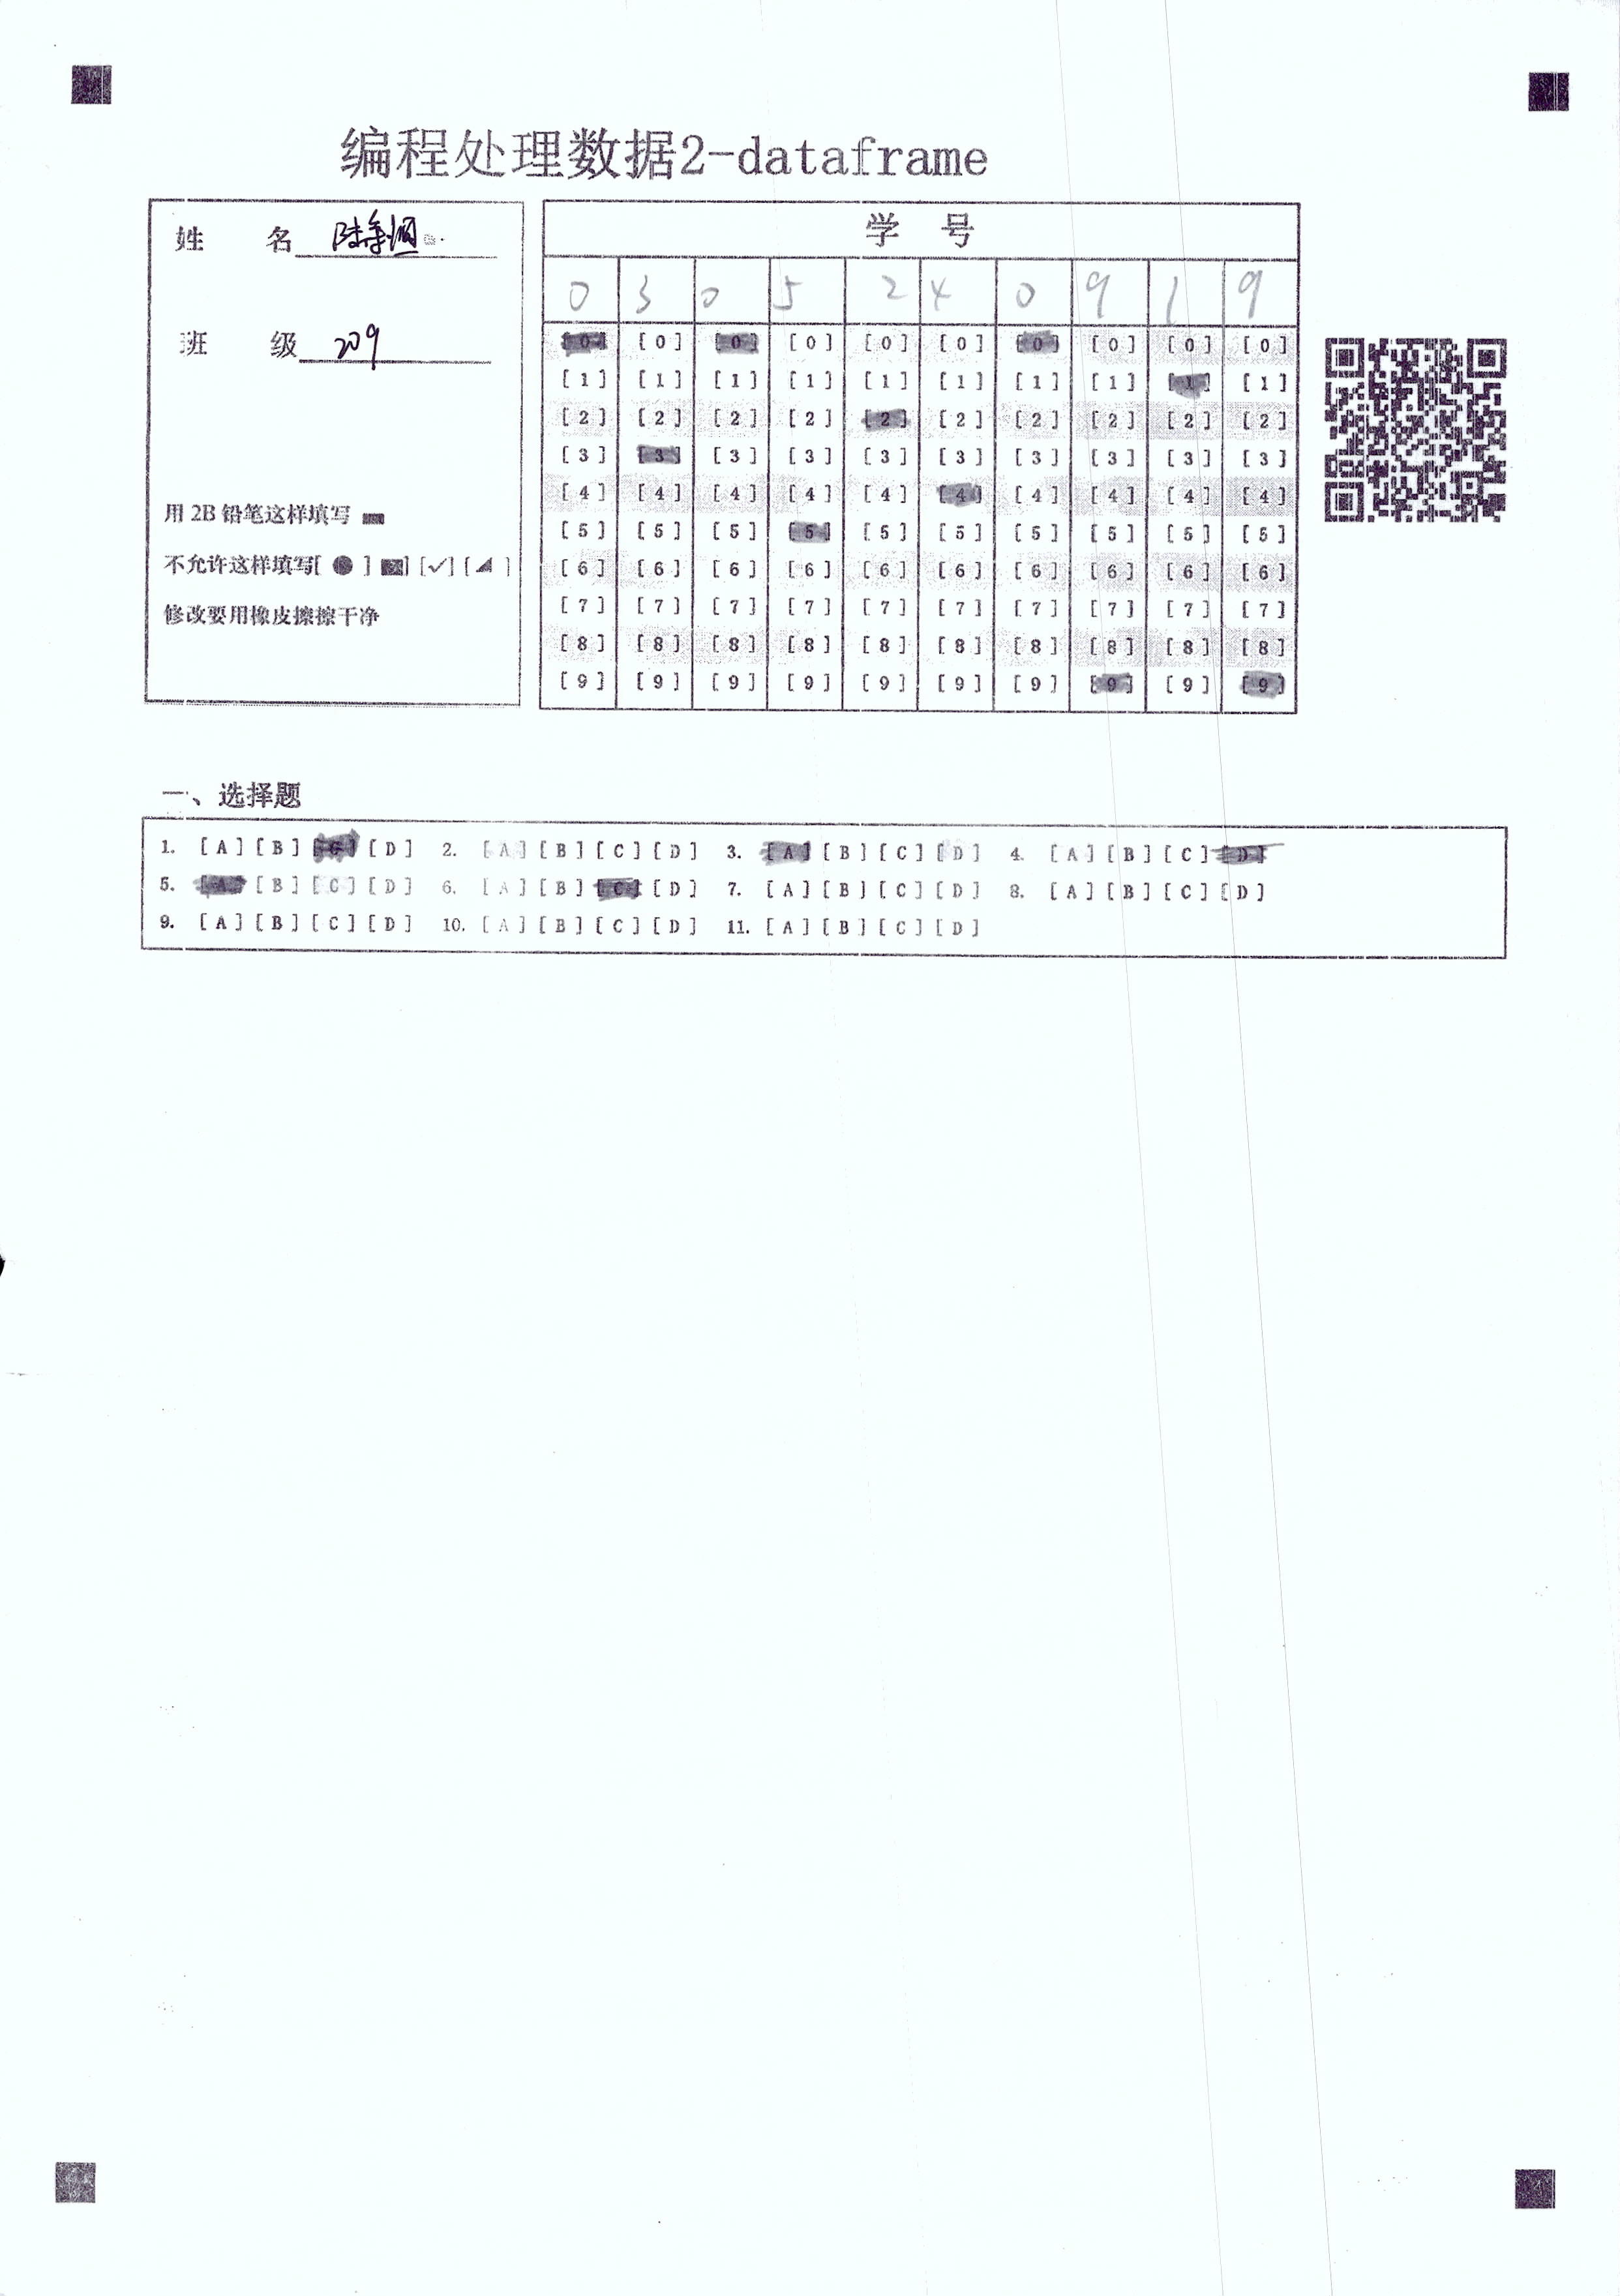 编程处理数据2-dataframe
姓 名
班 级 209
用 2B 铅笔这样填写
不允许这样填写[ ● ] [■] [✓] [◢ ]
修改要用橡皮擦擦干净
学 号
0 3 0 5 2 4 0 9 1 9
[0] [0] [0] [0] [0] [0] [0] [0] [0] [0]
[1] [1] [1] [1] [1] [1] [1] [1] [1] [1]
[2] [2] [2] [2] [2] [2] [2] [2] [2] [2]
[3] [3] [3] [3] [3] [3] [3] [3] [3] [3]
[4] [4] [4] [4] [4] [4] [4] [4] [4] [4]
[5] [5] [5] [5] [5] [5] [5] [5] [5] [5]
[6] [6] [6] [6] [6] [6] [6] [6] [6] [6]
[7] [7] [7] [7] [7] [7] [7] [7] [7] [7]
[8] [8] [8] [8] [8] [8] [8] [8] [8] [8]
[9] [9] [9] [9] [9] [9] [9] [9] [9] [9]
一、选择题
1. [A] [B] [C] [D] 2. [A] [B] [C] [D] 3. [A] [B] [C] [D] 4. [A] [B] [C] [D]
5. [A] [B] [C] [D] 6. [A] [B] [C] [D] 7. [A] [B] [C] [D] 8. [A] [B] [C] [D]
9. [A] [B] [C] [D] 10. [A] [B] [C] [D] 11. [A] [B] [C] [D]